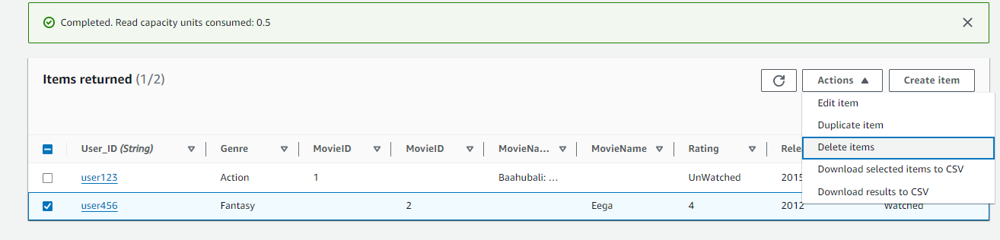 Completed. Read capacity units consumed: 0.5
Items returned (1/2)
Actions
Create item
Edit item
Duplicate item
Delete items
Download selected items to CSV
Download results to CSV
User_ID (String) Genre MovieID MovieID MovieNa... MovieName Rating Rele
user123 Action 1 Baahubali: ... UnWatched 2015
user456 Fantasy 2 Eega 4 2012 Watched